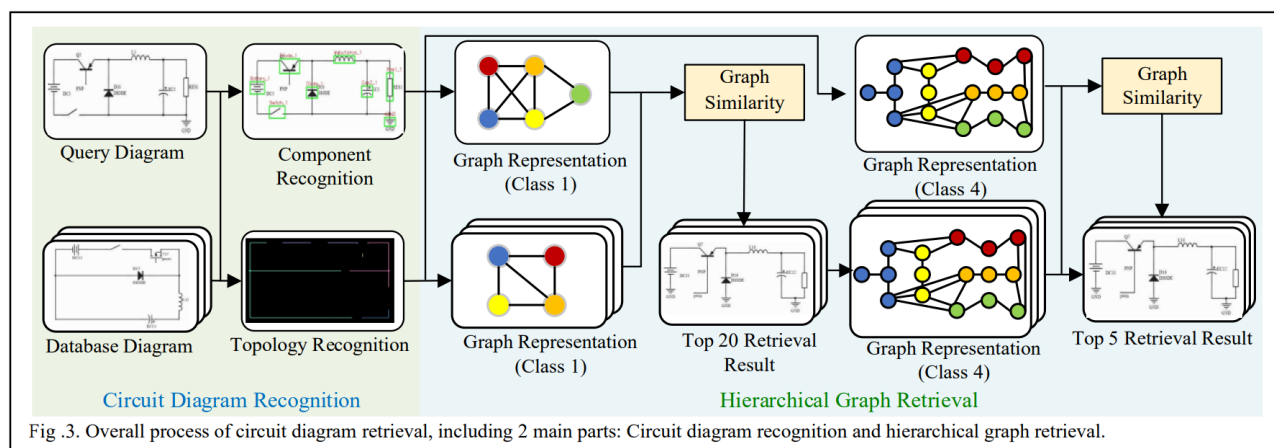 Query Diagram
Component
Recognition
Graph Representation
(Class 1)
Graph
Similarity
Graph Representation
(Class 4)
Graph
Similarity
Database Diagram
Topology Recognition
Graph Representation
(Class 1)
Top 20 Retrieval
Result
Graph Representation
(Class 4)
Top 5 Retrieval Result
Circuit Diagram Recognition
Hierarchical Graph Retrieval
Fig .3. Overall process of circuit diagram retrieval, including 2 main parts: Circuit diagram recognition and hierarchical graph retrieval.